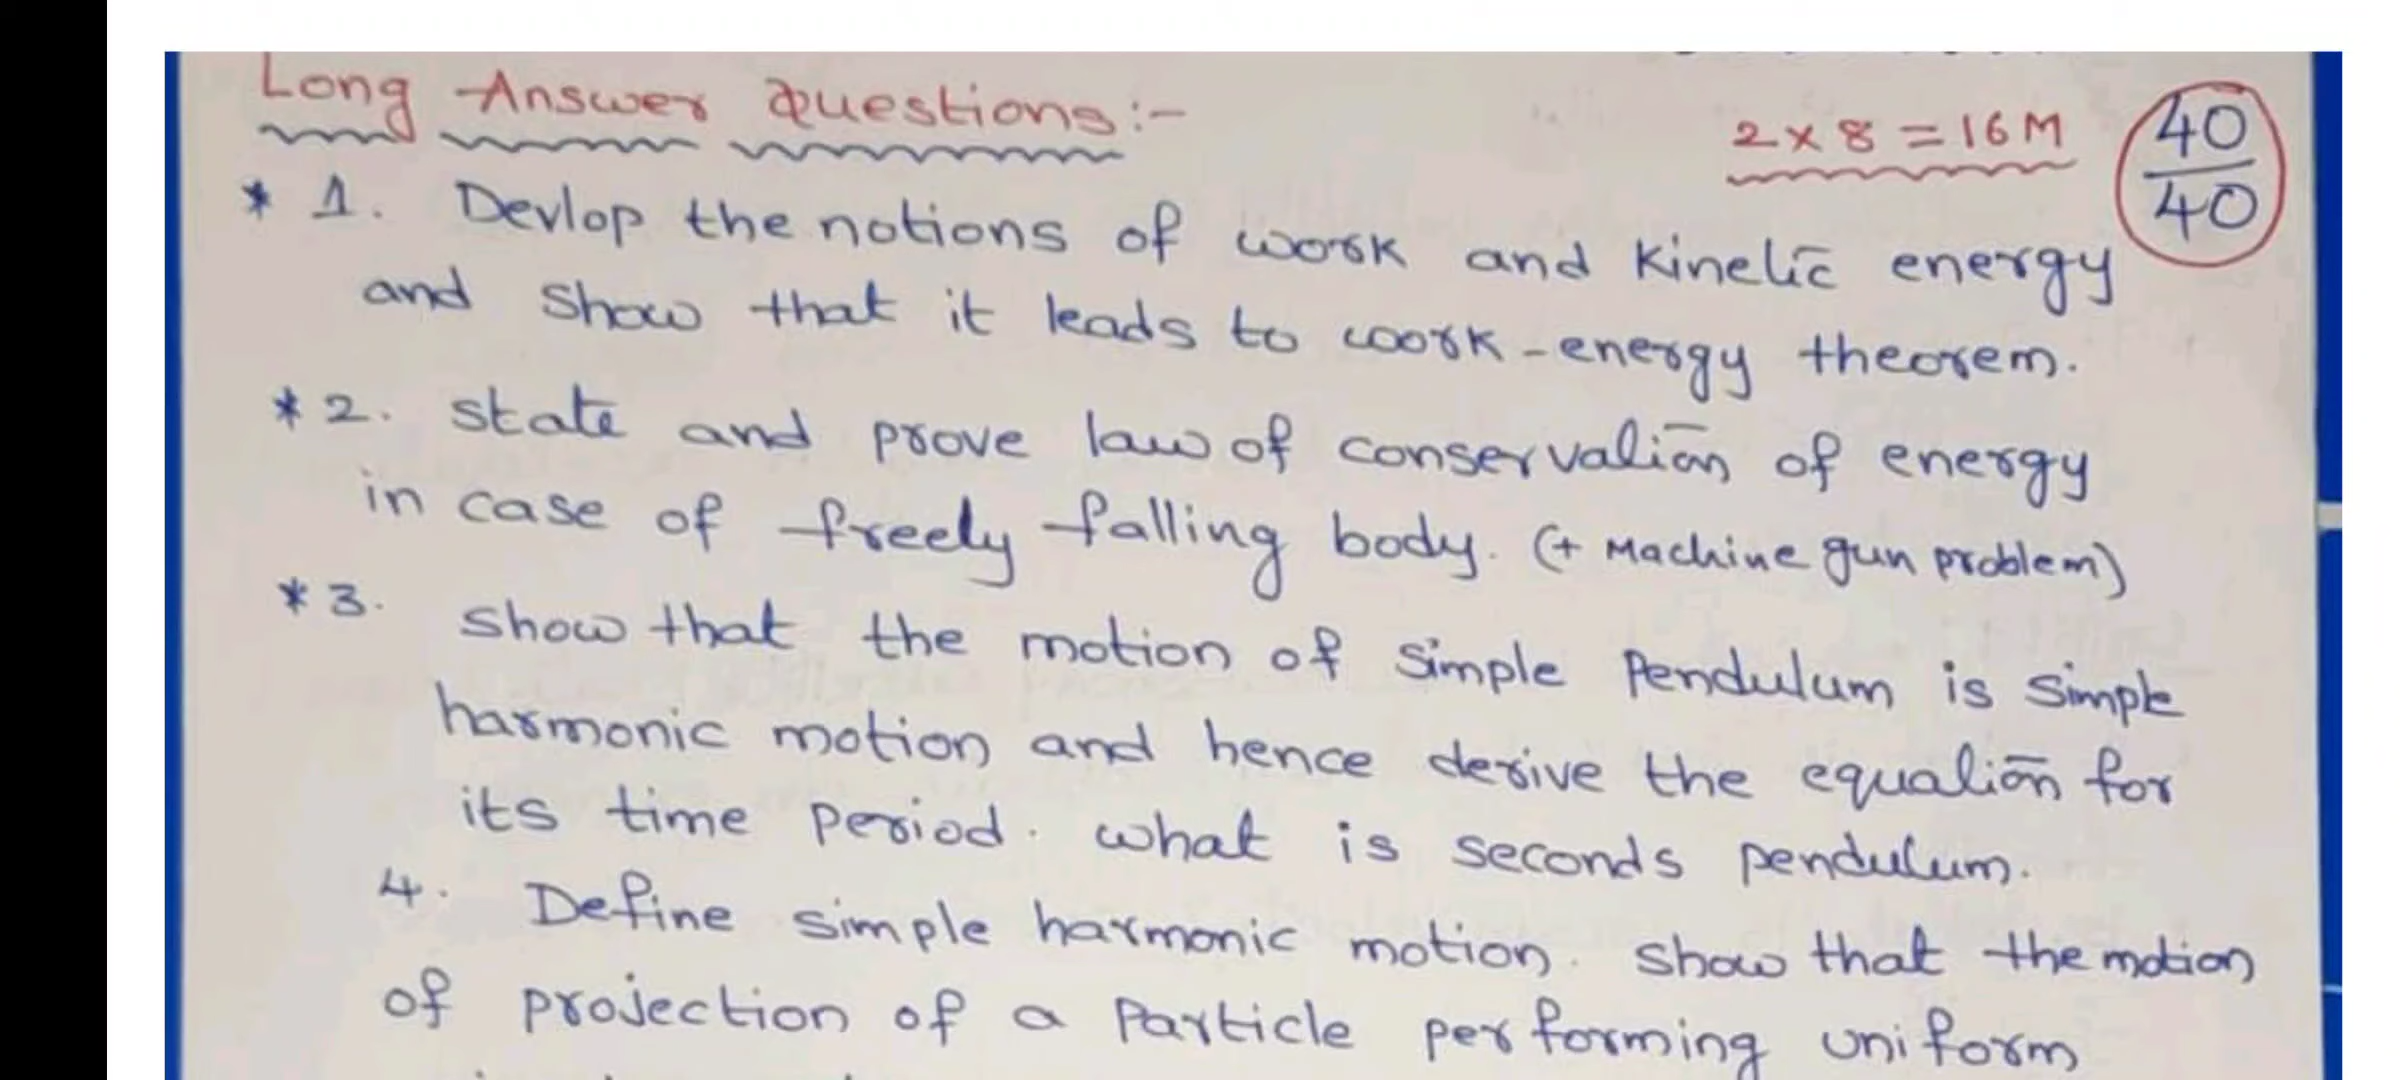 Long Answer Questions:-
2 x 8 = 16 M
40
40
* 1. Devlop the notions of work and kinetic energy
and show that it leads to work-energy theorem.
* 2. State and prove law of conservation of energy
in case of freely falling body. (+ Machine gun problem)
* 3. show that the motion of simple Pendulum is simple
harmonic motion and hence derive the equation for
its time period. what is seconds pendulum.
4. Define simple harmonic motion. show that the motion
of projection of a particle performing uniform